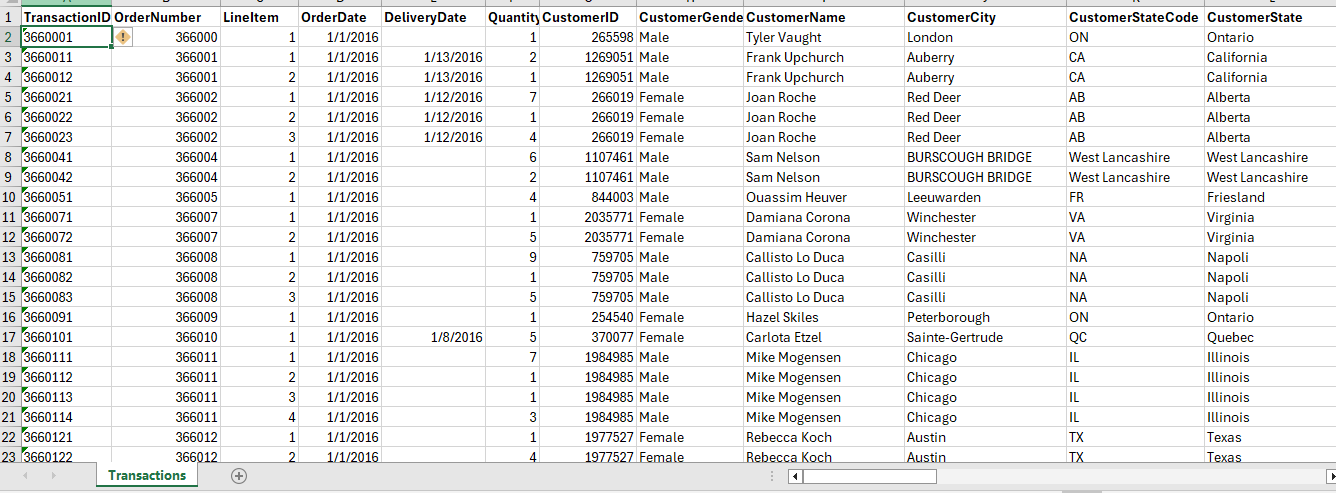 TransactionID OrderNumber LineItem OrderDate DeliveryDate Quantity CustomerID CustomerGende CustomerName CustomerCity CustomerStateCode CustomerState
1
2 3660001 366000 1 1/1/2016 1 265598 Male Tyler Vaught London ON Ontario
3 3660011 366001 1 1/1/2016 1/13/2016 2 1269051 Male Frank Upchurch Auberry CA California
4 3660012 366001 2 1/1/2016 1/13/2016 1 1269051 Male Frank Upchurch Auberry CA California
5 3660021 366002 1 1/1/2016 1/12/2016 7 266019 Female Joan Roche Red Deer AB Alberta
6 3660022 366002 2 1/1/2016 1/12/2016 1 266019 Female Joan Roche Red Deer AB Alberta
7 3660023 366002 3 1/1/2016 1/12/2016 4 266019 Female Joan Roche Red Deer AB Alberta
8 3660041 366004 1 1/1/2016 6 1107461 Male Sam Nelson BURSCOUGH BRIDGE West Lancashire West Lancashire
9 3660042 366004 2 1/1/2016 2 1107461 Male Sam Nelson BURSCOUGH BRIDGE West Lancashire West Lancashire
10 3660051 366005 1 1/1/2016 4 844003 Male Ouassim Heuver Leeuwarden FR Friesland
11 3660071 366007 1 1/1/2016 1 2035771 Female Damiana Corona Winchester VA Virginia
12 3660072 366007 2 1/1/2016 5 2035771 Female Damiana Corona Winchester VA Virginia
13 3660081 366008 1 1/1/2016 9 759705 Male Callisto Lo Duca Casilli NA Napoli
14 3660082 366008 2 1/1/2016 1 759705 Male Callisto Lo Duca Casilli NA Napoli
15 3660083 366008 3 1/1/2016 5 759705 Male Callisto Lo Duca Casilli NA Napoli
16 3660091 366009 1 1/1/2016 1 254540 Female Hazel Skiles Peterborough ON Ontario
17 3660101 366010 1 1/1/2016 1/8/2016 5 370077 Female Carlota Etzel Sainte-Gertrude QC Quebec
18 3660111 366011 1 1/1/2016 7 1984985 Male Mike Mogensen Chicago IL Illinois
19 3660112 366011 2 1/1/2016 1 1984985 Male Mike Mogensen Chicago IL Illinois
20 3660113 366011 3 1/1/2016 1 1984985 Male Mike Mogensen Chicago IL Illinois
21 3660114 366011 4 1/1/2016 3 1984985 Male Mike Mogensen Chicago IL Illinois
22 3660121 366012 1 1/1/2016 1 1977527 Female Rebecca Koch Austin TX Texas
23 3660122 366012 2 1/1/2016 4 1977527 Female Rebecca Koch Austin TX Texas
Transactions